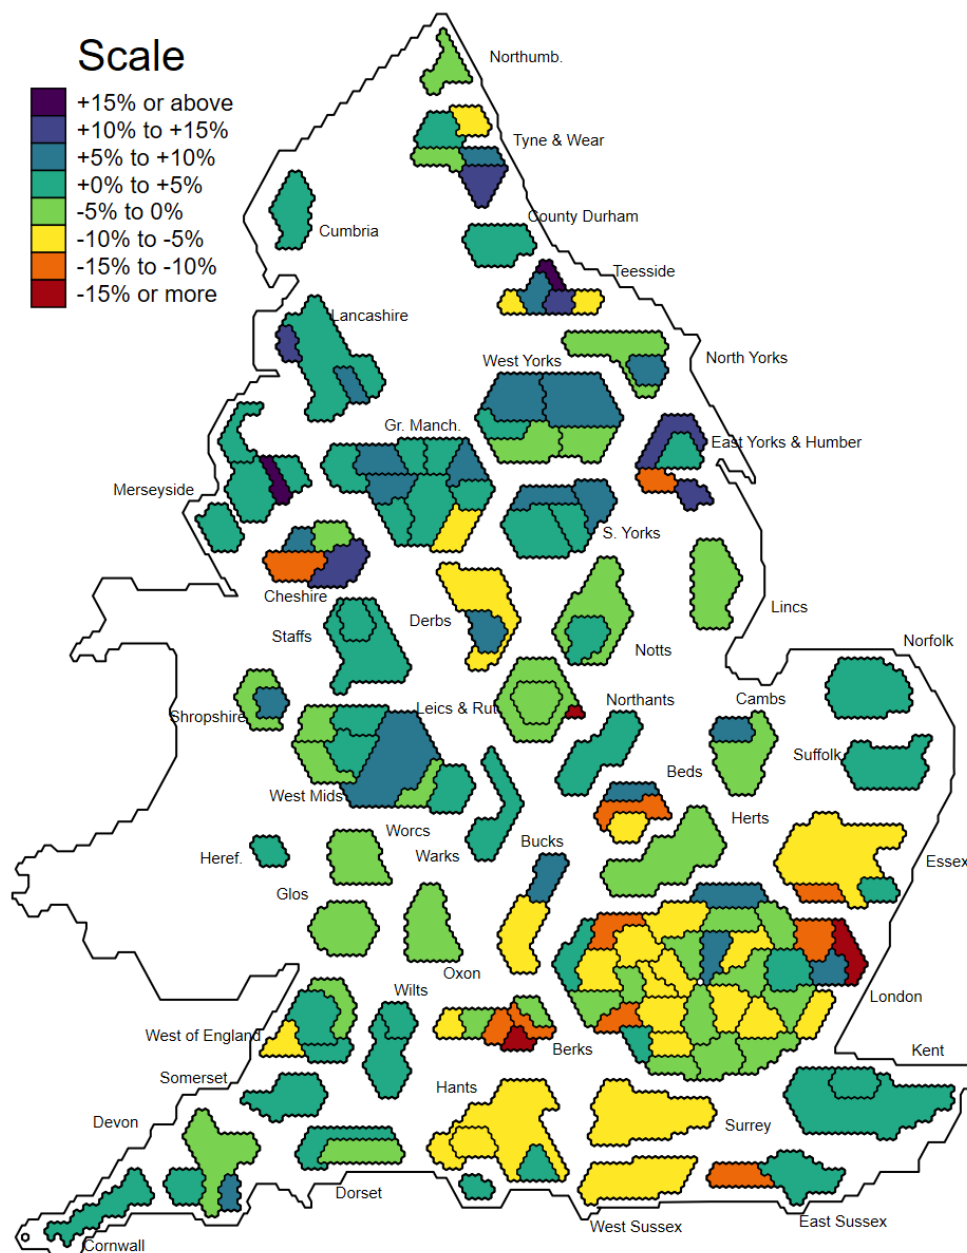 Scale
+15% or above
+10% to +15%
+5% to +10%
+0% to +5%
-5% to 0%
-10% to -5%
-15% to -10%
-15% or more
Northumb.
Tyne & Wear
County Durham
Cumbria
Teesside
Lancashire
West Yorks
North Yorks
Gr. Manch.
East Yorks & Humber
Merseyside
S. Yorks
Cheshire
Derbs
Lincs
Staffs
Notts
Norfolk
Shropshire
Leics & Rut
Northants
Cambs
Suffolk
Beds
West Mids
Herts
Worcs
Bucks
Heref.
Warks
Essex
Glos
Oxon
Wilts
London
West of England
Berks
Kent
Somerset
Hants
Devon
Surrey
Dorset
West Sussex
East Sussex
Cornwall